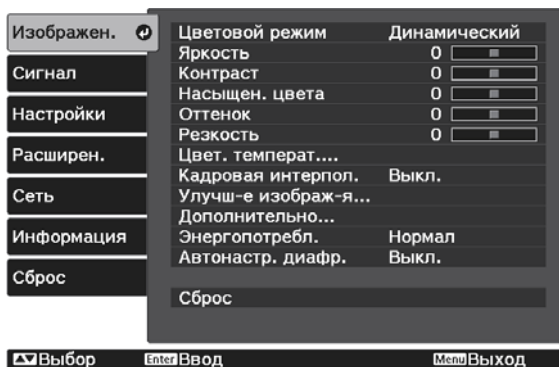 Изображен.
Сигнал
Настройки
Расширен.
Сеть
Информация
Сброс
Цветовой режим Динамический
Яркость 0
Контраст 0
Насыщен. цвета 0
Оттенок 0
Резкость 0
Цвет. температ....
Кадровая интерпол. Выкл.
Улучш-е изображ-я...
Дополнительно...
Энергопотребл. Нормал
Автонастр. диафр. Выкл.
Сброс
Выбор Enter Ввод Menu Выход